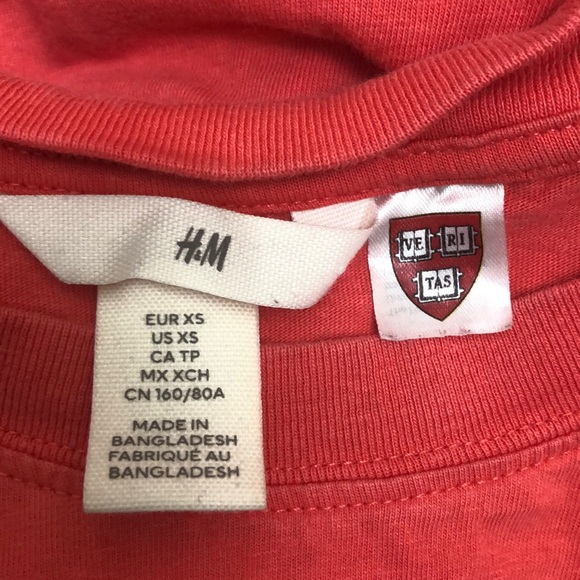 H&M
EUR XS
US XS
CA TP
MX XCH
CN 160/80A
MADE IN
BANGLADESH
FABRIQUÉ AU
BANGLADESH
VE RI
TAS